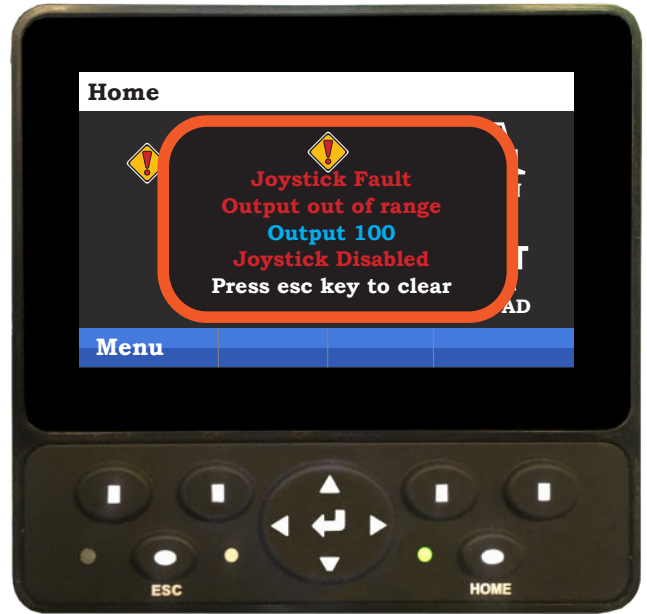 Home
Joystick Fault
Output out of range
Output 100
Joystick Disabled
Press esc key to clear
AD
Menu
ESC
HOME